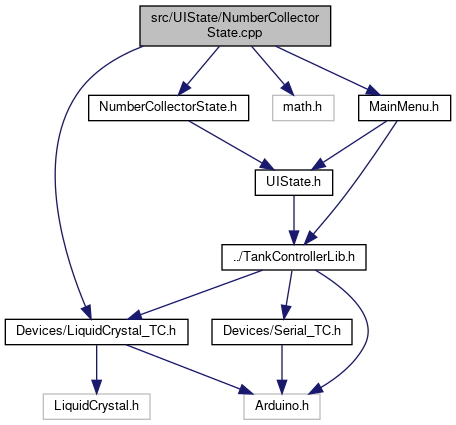 src/UIState/NumberCollector
State.cpp
NumberCollectorState.h
math.h
MainMenu.h
UIState.h
../TankControllerLib.h
Devices/LiquidCrystal_TC.h
Devices/Serial_TC.h
LiquidCrystal.h
Arduino.h